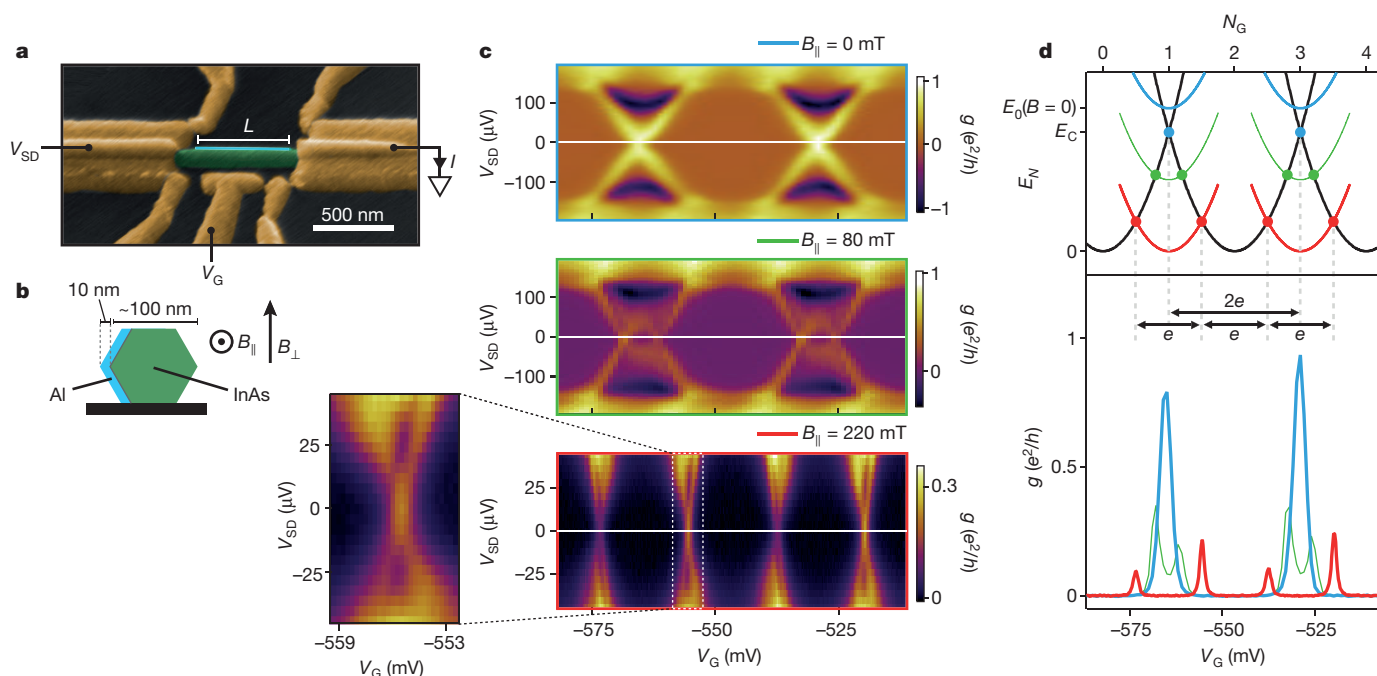 a
L
V_SD
I
500 nm
V_G
b
10 nm
~100 nm
B_∥
B_⊥
Al
InAs
25
0
−25
V_SD (µV)
−559
−553
V_G (mV)
c
B_∥ = 0 mT
100
0
−100
V_SD (µV)
1
−1
g (e²/h)
B_∥ = 80 mT
100
0
−100
V_SD (µV)
1
0
g (e²/h)
B_∥ = 220 mT
25
0
−25
V_SD (µV)
0.3
0
g (e²/h)
−575
−550
−525
V_G (mV)
d
N_G
0 1 2 3 4
E_0(B = 0)
E_C
E_N
0
2e
e e e
1
0.5
0
g (e²/h)
−575
−550
−525
V_G (mV)